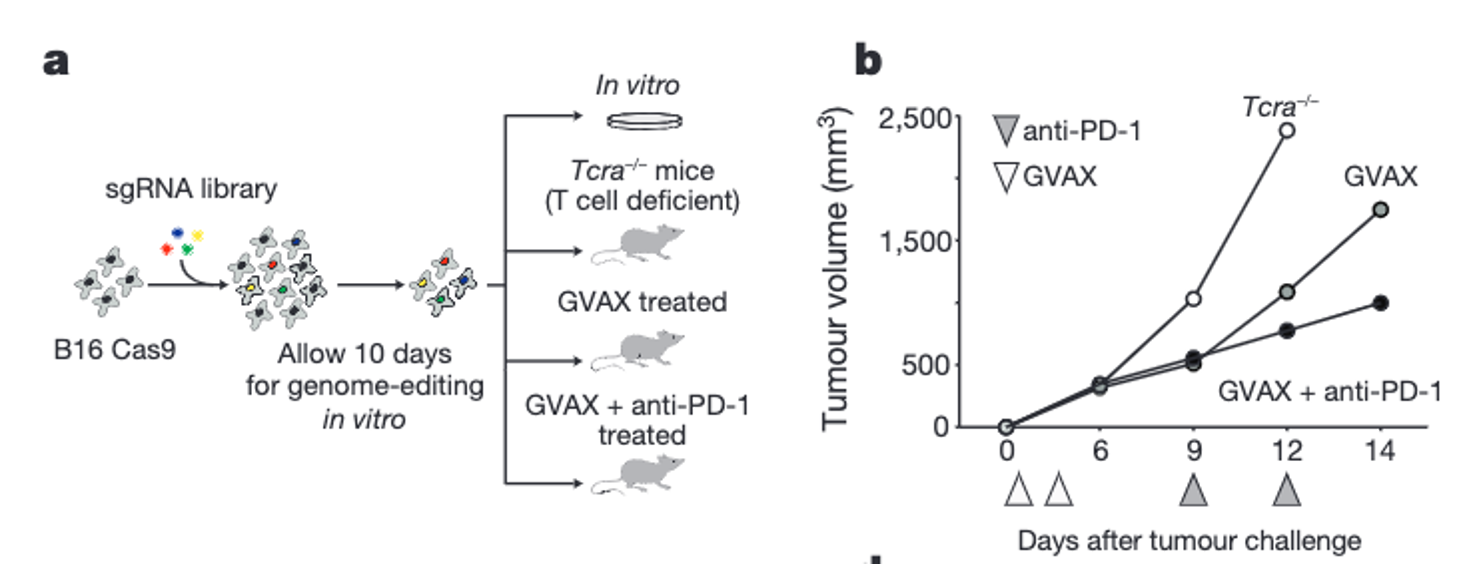 a
In vitro
Tcra–/– mice
(T cell deficient)
sgRNA library
GVAX treated
B16 Cas9
Allow 10 days
for genome-editing
in vitro
GVAX + anti-PD-1
treated
b
Tumour volume (mm3)
2,500
1,500
500
0
anti-PD-1
GVAX
Tcra–/–
GVAX
GVAX + anti-PD-1
0 6 9 12 14
Days after tumour challenge